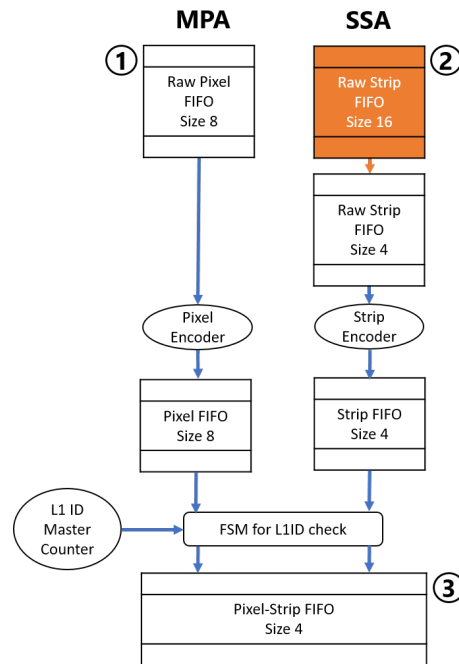 MPA
SSA
①
Raw Pixel
FIFO
Size 8
②
Raw Strip
FIFO
Size 16
Raw Strip
FIFO
Size 4
Pixel
Encoder
Strip
Encoder
Pixel FIFO
Size 8
Strip FIFO
Size 4
L1 ID
Master
Counter
FSM for L1ID check
③
Pixel-Strip FIFO
Size 4